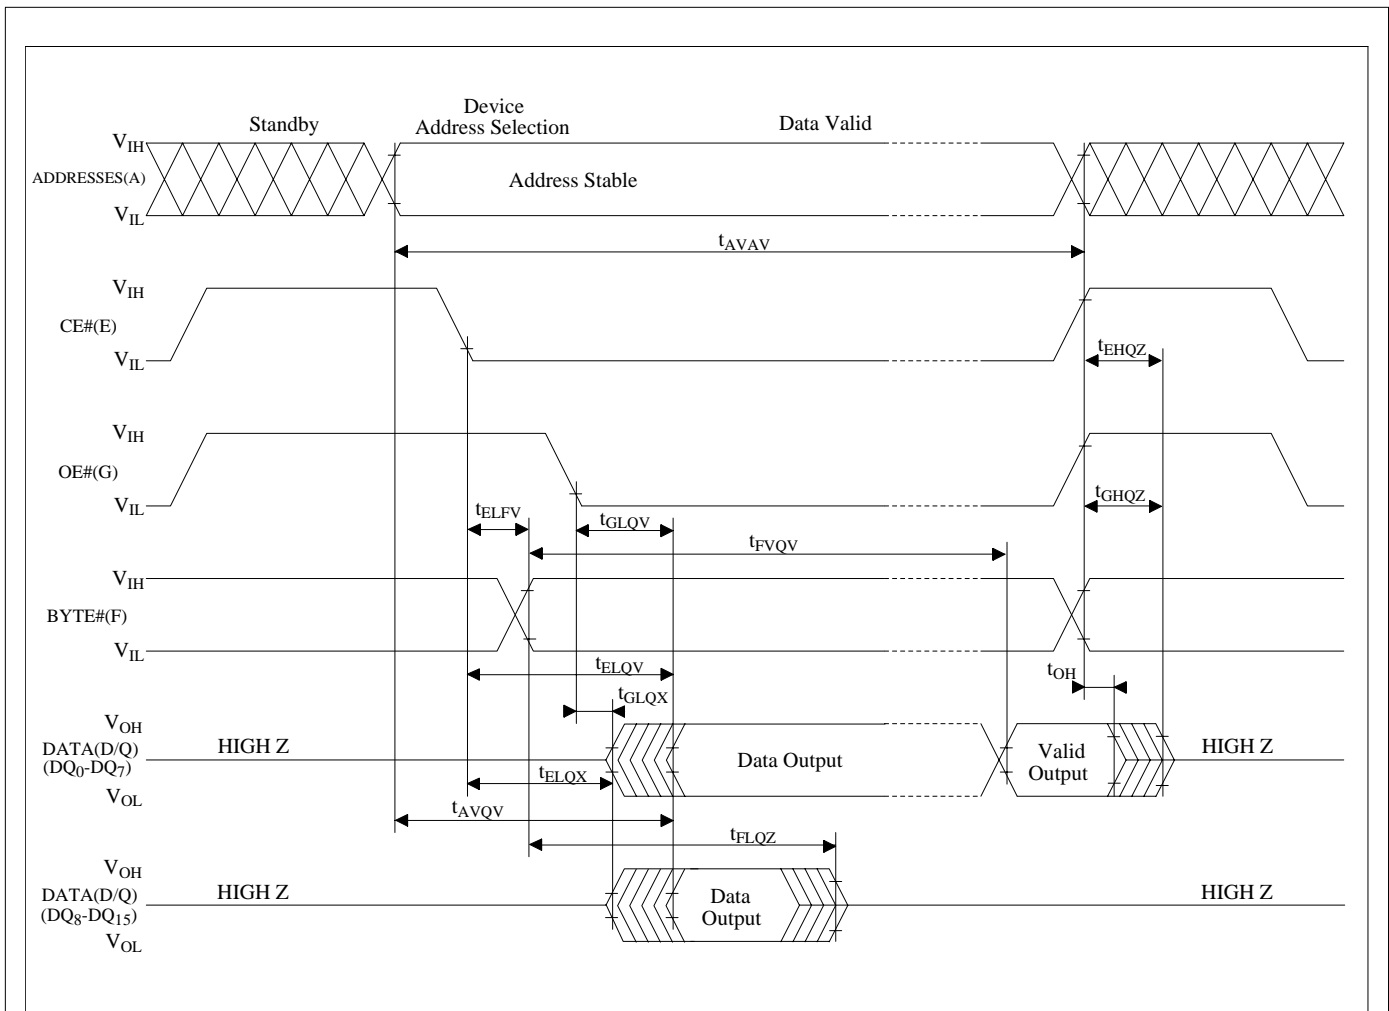 Device
Standby Address Selection Data Valid
VIH
ADDRESSES(A) Address Stable
VIL
tAVAV
VIH
CE#(E)
VIL
tEHQZ
VIH
OE#(G)
VIL
tGHQZ
tELFV tGLQV
tFVQV
VIH
BYTE#(F)
VIL
tELQV tOH
tGLQX
VOH
DATA(D/Q) HIGH Z Data Output Valid HIGH Z
(DQ0-DQ7) Output
VOL
tELQX
tAVQV
tFLQZ
VOH
DATA(D/Q) HIGH Z Data HIGH Z
(DQ8-DQ15) Output
VOL